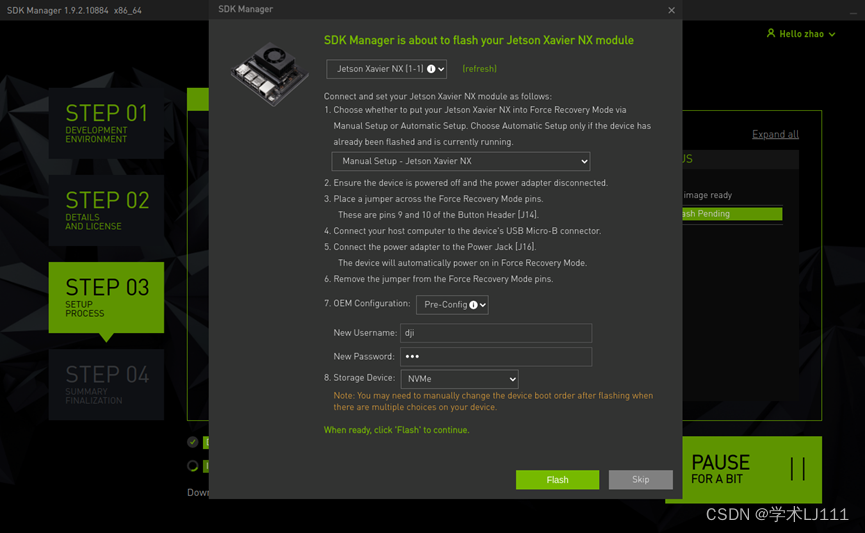 SDK Manager 1.9.2.10884 x86_64
SDK Manager
Hello zhao
SDK Manager is about to flash your Jetson Xavier NX module
Jetson Xavier NX [1-1]
(refresh)
Connect and set your Jetson Xavier NX module as follows:
1. Choose whether to put your Jetson Xavier NX into Force Recovery Mode via
Manual Setup or Automatic Setup. Choose Automatic Setup only if the device has
already been flashed and is currently running.
Manual Setup - Jetson Xavier NX
2. Ensure the device is powered off and the power adapter disconnected.
3. Place a jumper across the Force Recovery Mode pins.
These are pins 9 and 10 of the Button Header [J14].
4. Connect your host computer to the device's USB Micro-B connector.
5. Connect the power adapter to the Power Jack [J16].
The device will automatically power on in Force Recovery Mode.
6. Remove the jumper from the Force Recovery Mode pins.
7. OEM Configuration: Pre-Config
New Username: dji
New Password: •••
8. Storage Device: NVMe
Note: You may need to manually change the device boot order after flashing when
there are multiple choices on your device.
When ready, click 'Flash' to continue.
Flash
Skip
STEP 01
DEVELOPMENT
ENVIRONMENT
STEP 02
DETAILS
AND LICENSE
STEP 03
SETUP
PROCESS
STEP 04
SUMMARY
FINALIZATION
Expand all
US
image ready
ash Pending
Down
PAUSE
FOR A BIT
CSDN @学术LJ111